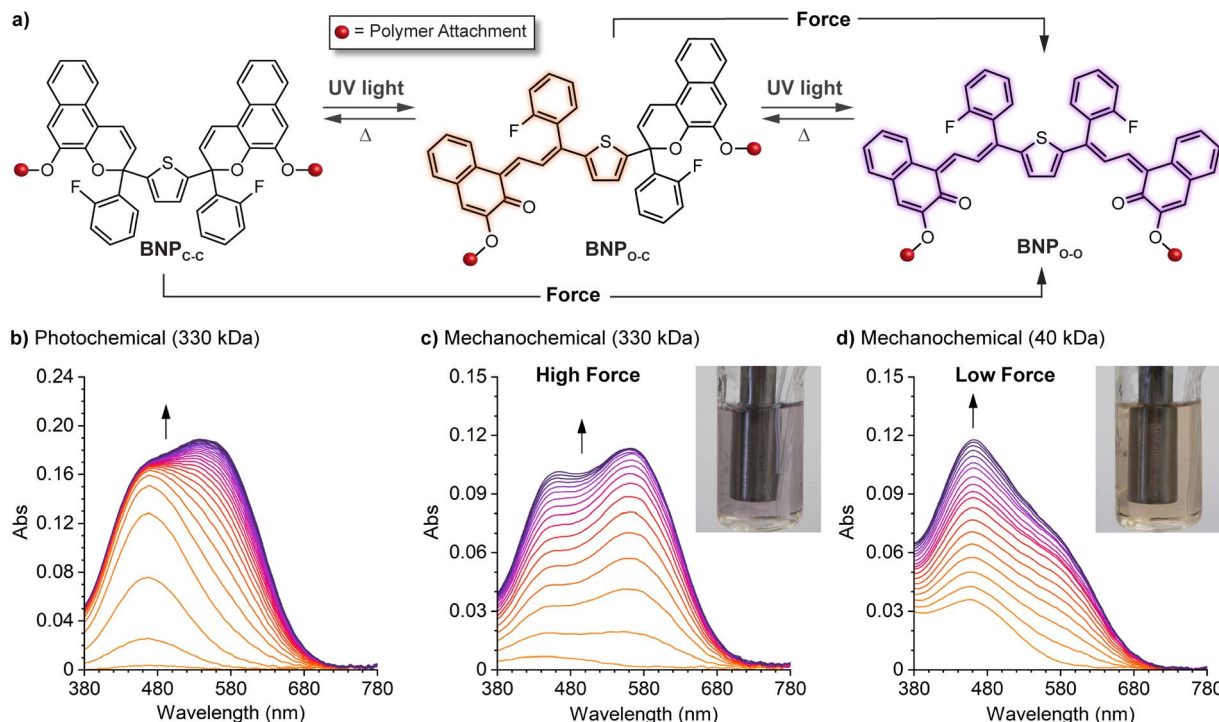 a)
= Polymer Attachment
Force
UV light
Δ
UV light
Δ
O
O
S
O
O
F
F
BNP_C-C
F
S
O
O
F
O
O
BNP_O-C
F
S
F
O
O
O
O
BNP_O-O
Force
b) Photochemical (330 kDa)
0.24
0.20
0.16
0.12
0.08
0.04
0
Abs
380 480 580 680 780
Wavelength (nm)
c) Mechanochemical (330 kDa)
High Force
0.15
0.12
0.09
0.06
0.03
0
Abs
380 480 580 680 780
Wavelength (nm)
d) Mechanochemical (40 kDa)
Low Force
0.15
0.12
0.09
0.06
0.03
0
Abs
380 480 580 680 780
Wavelength (nm)